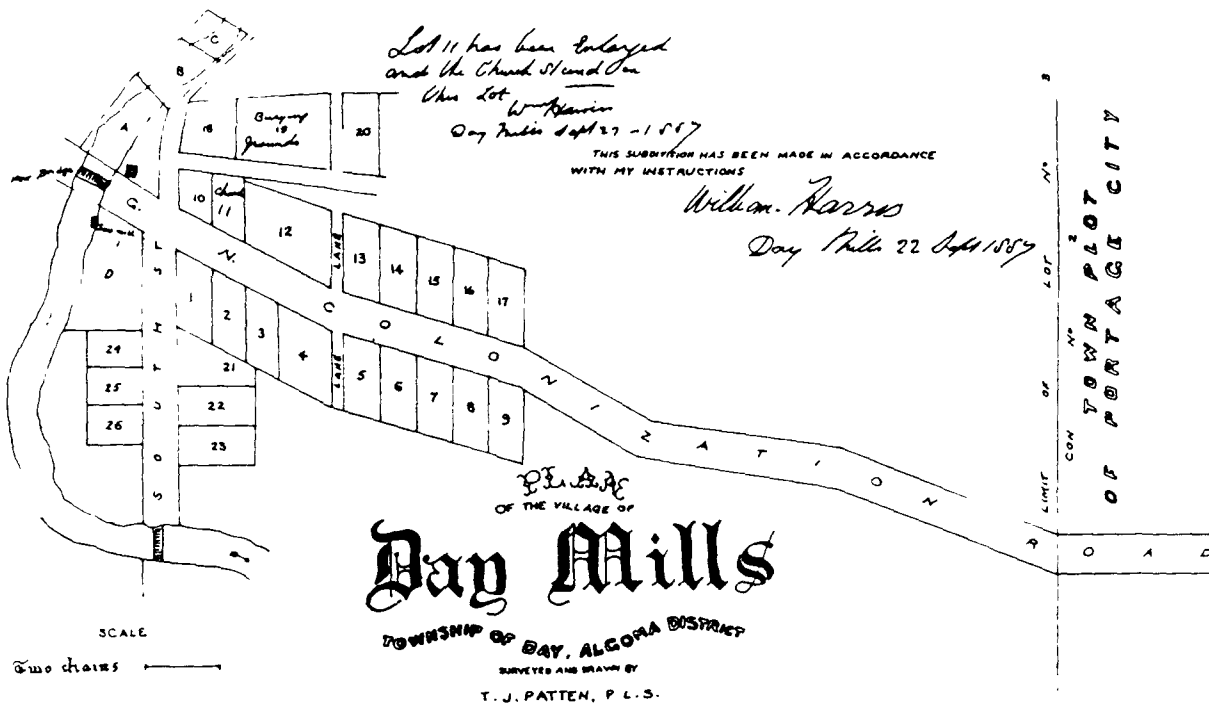 C
B
A
Lot 11 has been Enlarged
and the Church Stand on
this Lot
Wm Harris
Day Mills Sept 27 - 1887
18
Burying
19
Grounds
20
THIS SUBDIVISION HAS BEEN MADE IN ACCORDANCE
WITH MY INSTRUCTIONS
William. Harris
Day Mills 22 Sept 1887
Bridge
10
Church
11
12
LANE
13
14
15
16
17
G. N. COLONIZATION ROAD
D
SOUTH ST
1
2
3
4
LANE
5
6
7
8
9
24
25
26
21
22
23
LIMIT OF LOT No B
CON No 2
TOWN PLOT
OF PORTAGE CITY
PLAN
OF THE VILLAGE OF
Day Mills
TOWNSHIP OF DAY, ALGOMA DISTRICT
SURVEYED AND DRAWN BY
T. J. PATTEN, P. L. S.
SCALE
Two chains